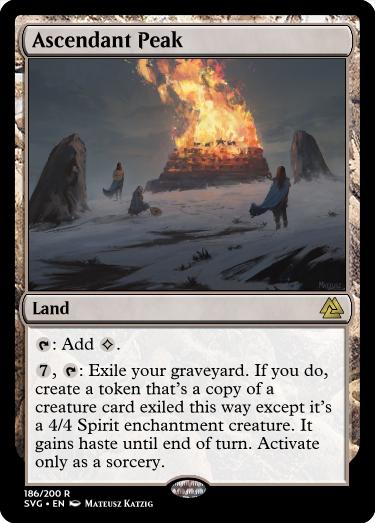 Ascendant Peak
MATEUSZ
Land
: Add .
7, : Exile your graveyard. If you do,
create a token that's a copy of a
creature card exiled this way except it's
a 4/4 Spirit enchantment creature. It
gains haste until end of turn. Activate
only as a sorcery.
186/200 R
SVG • EN MATEUSZ KATZIG